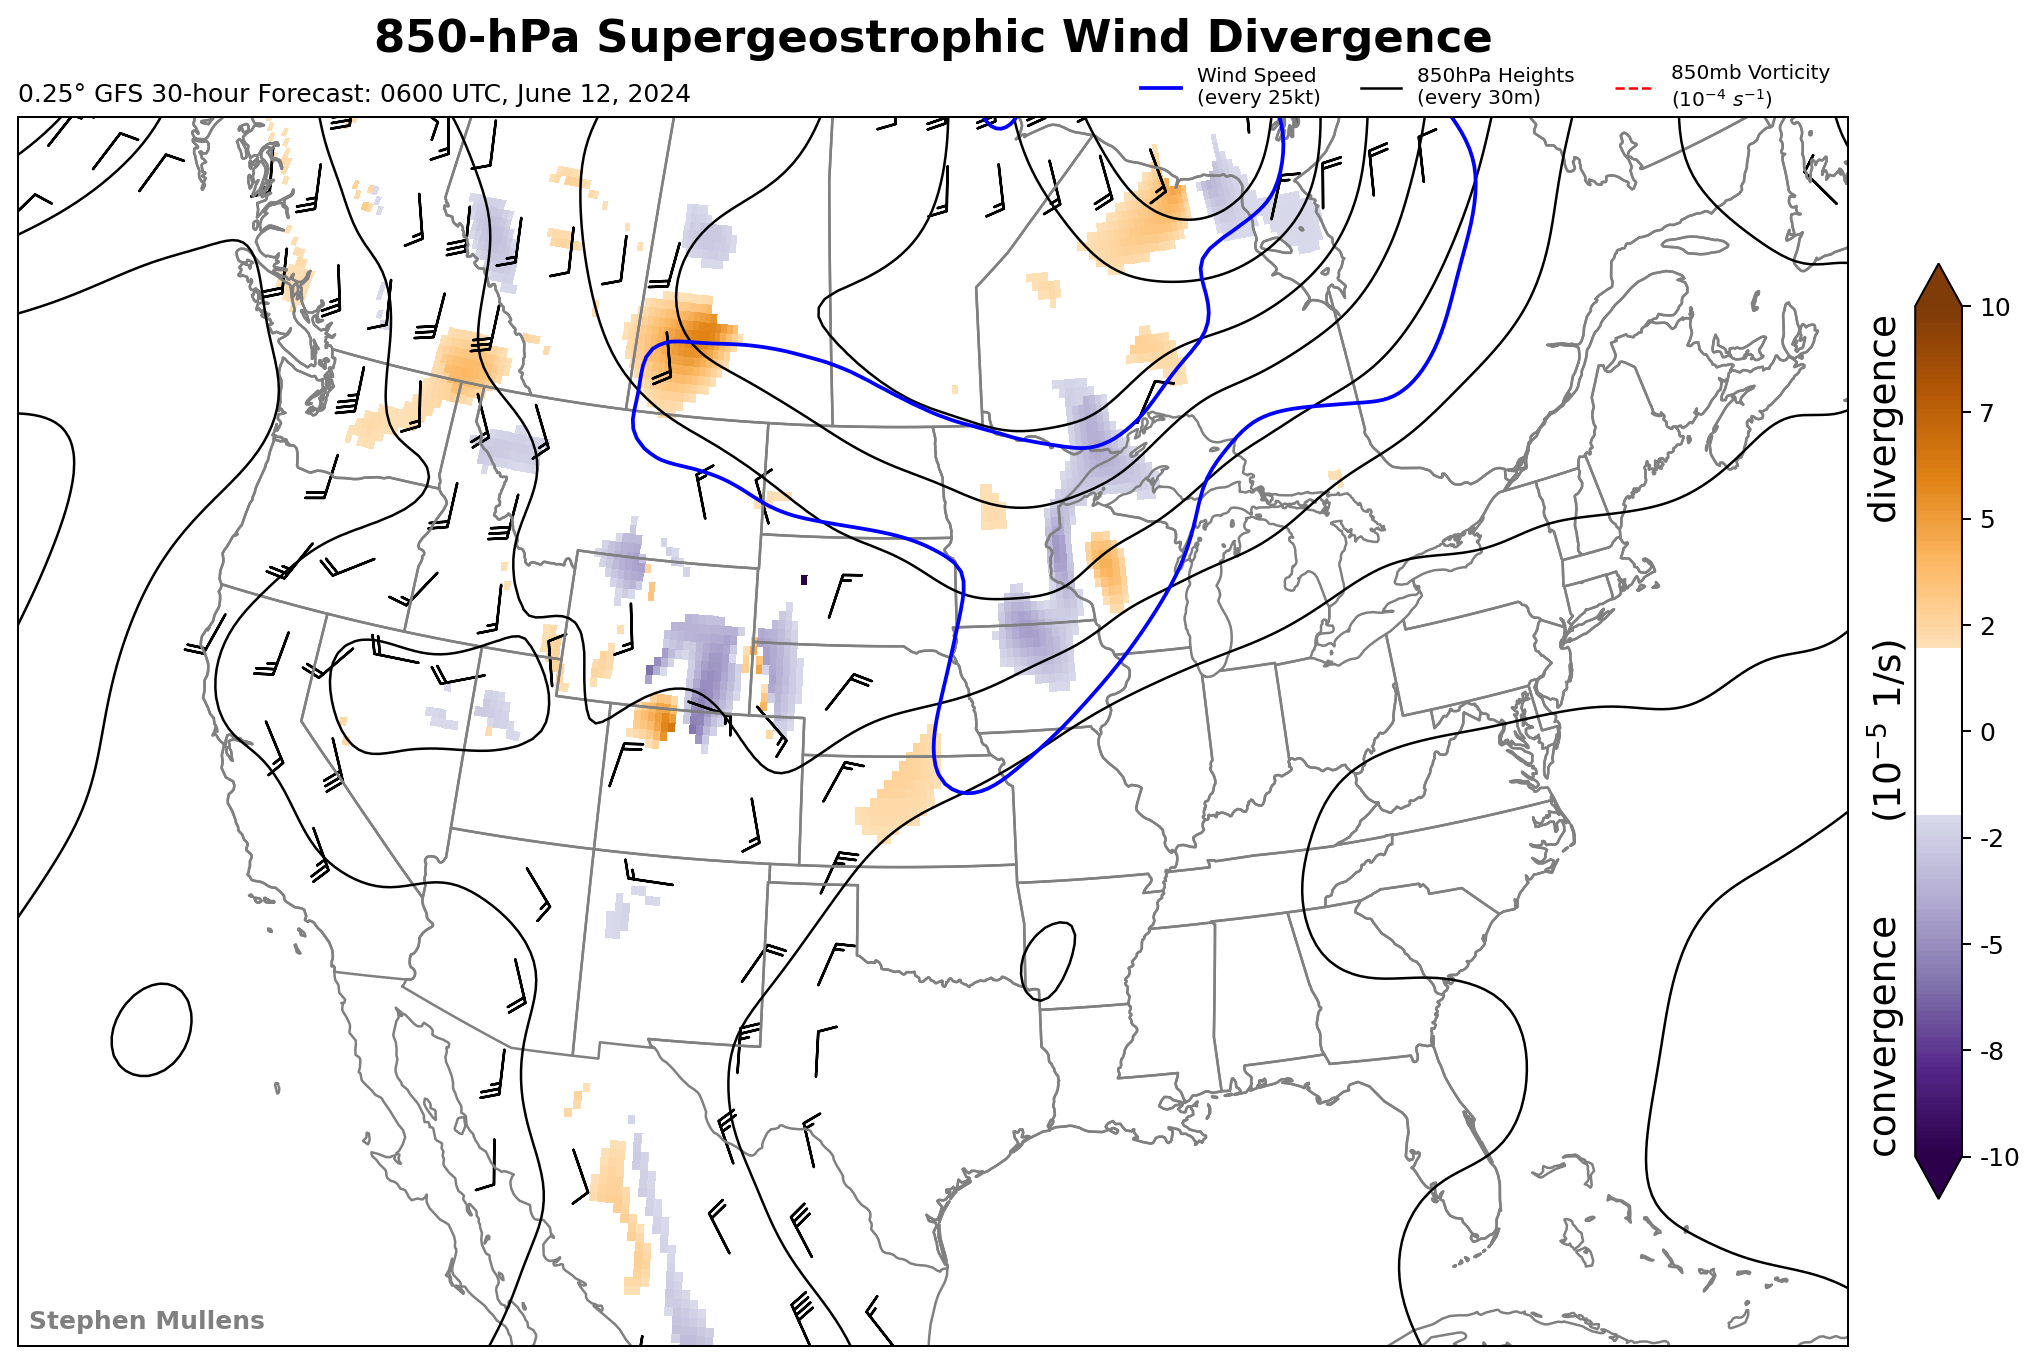 850-hPa Supergeostrophic Wind Divergence
0.25° GFS 30-hour Forecast: 0600 UTC, June 12, 2024
Wind Speed
(every 25kt)
850hPa Heights
(every 30m)
850mb Vorticity
(10⁻⁴ s⁻¹)
10
7
5
2
0
-2
-5
-8
-10
convergence (10⁻⁵ 1/s) divergence
Stephen Mullens